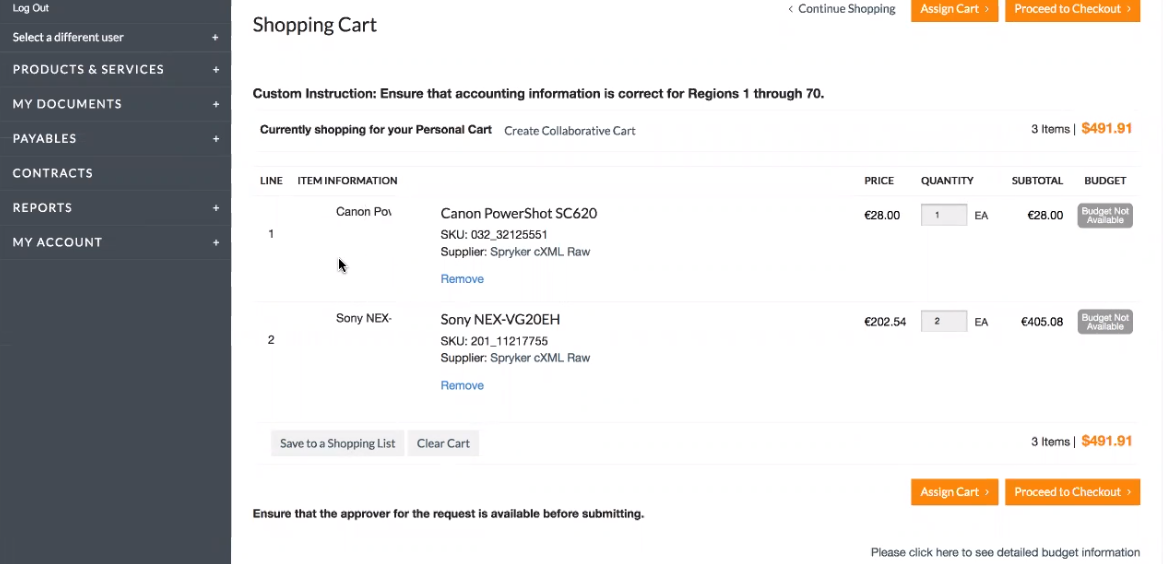 Log Out
Select a different user +
PRODUCTS & SERVICES +
MY DOCUMENTS +
PAYABLES +
CONTRACTS
REPORTS +
MY ACCOUNT +
Shopping Cart
< Continue Shopping
Assign Cart >
Proceed to Checkout >
Custom Instruction: Ensure that accounting information is correct for Regions 1 through 70.
Currently shopping for your Personal Cart Create Collaborative Cart 3 Items | $491.91
LINE ITEM INFORMATION PRICE QUANTITY SUBTOTAL BUDGET
1 Canon Pov Canon PowerShot SC620 €28.00 1 EA €28.00 Budget Not Available
SKU: 032_32125551
Supplier: Spryker cXML Raw
Remove
2 Sony NEX- Sony NEX-VG20EH €202.54 2 EA €405.08 Budget Not Available
SKU: 201_11217755
Supplier: Spryker cXML Raw
Remove
Save to a Shopping List Clear Cart 3 Items | $491.91
Assign Cart > Proceed to Checkout >
Ensure that the approver for the request is available before submitting.
Please click here to see detailed budget information